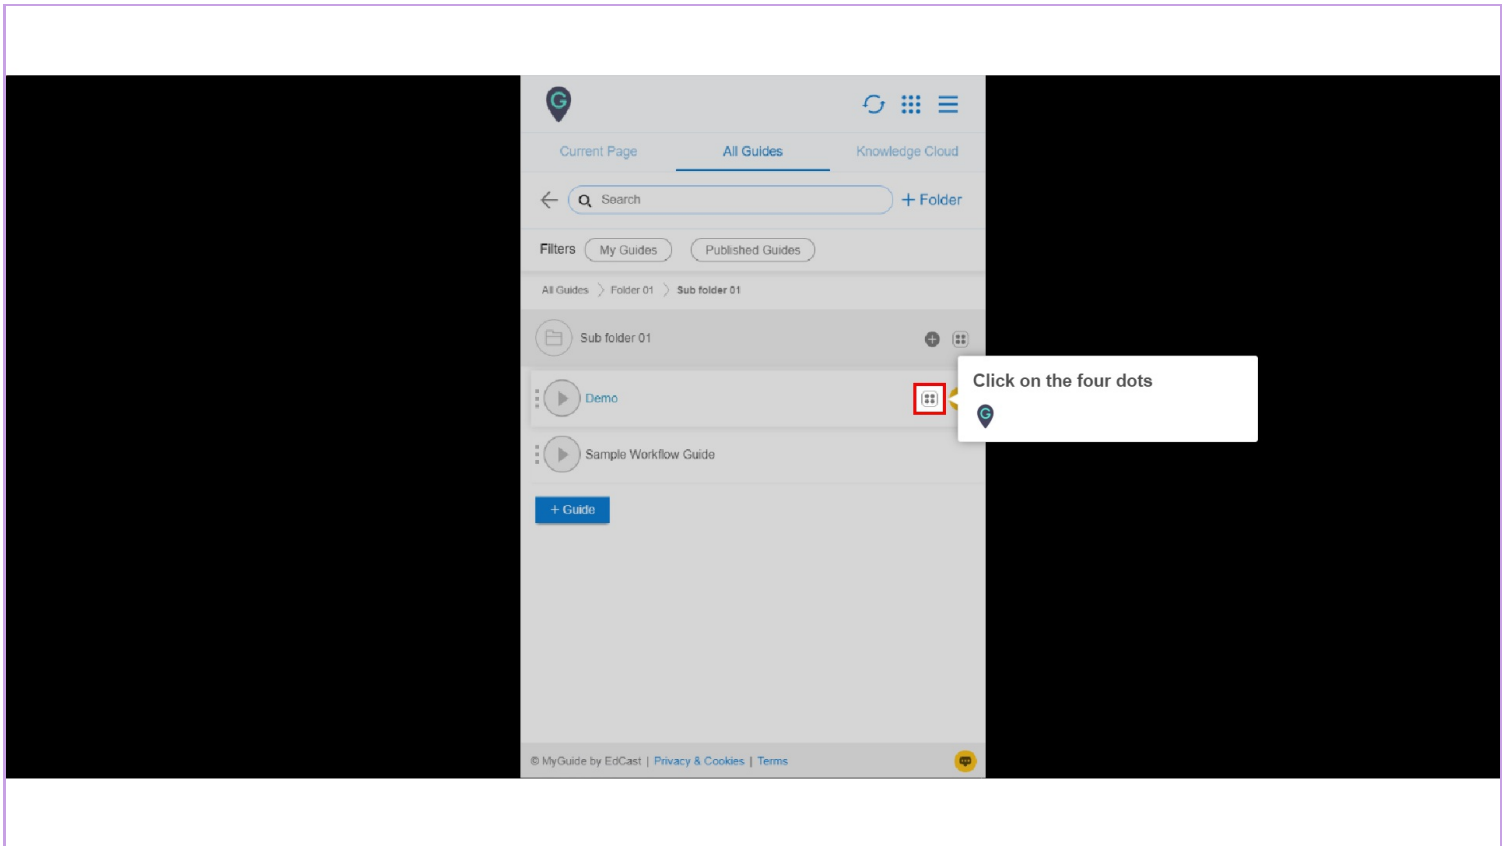 G
Current Page All Guides Knowledge Cloud
Search + Folder
Filters My Guides Published Guides
All Guides > Folder 01 > Sub folder 01
Sub folder 01
Click on the four dots
Demo
G
Sample Workflow Guide
+ Guide
© MyGuide by EdCast | Privacy & Cookies | Terms